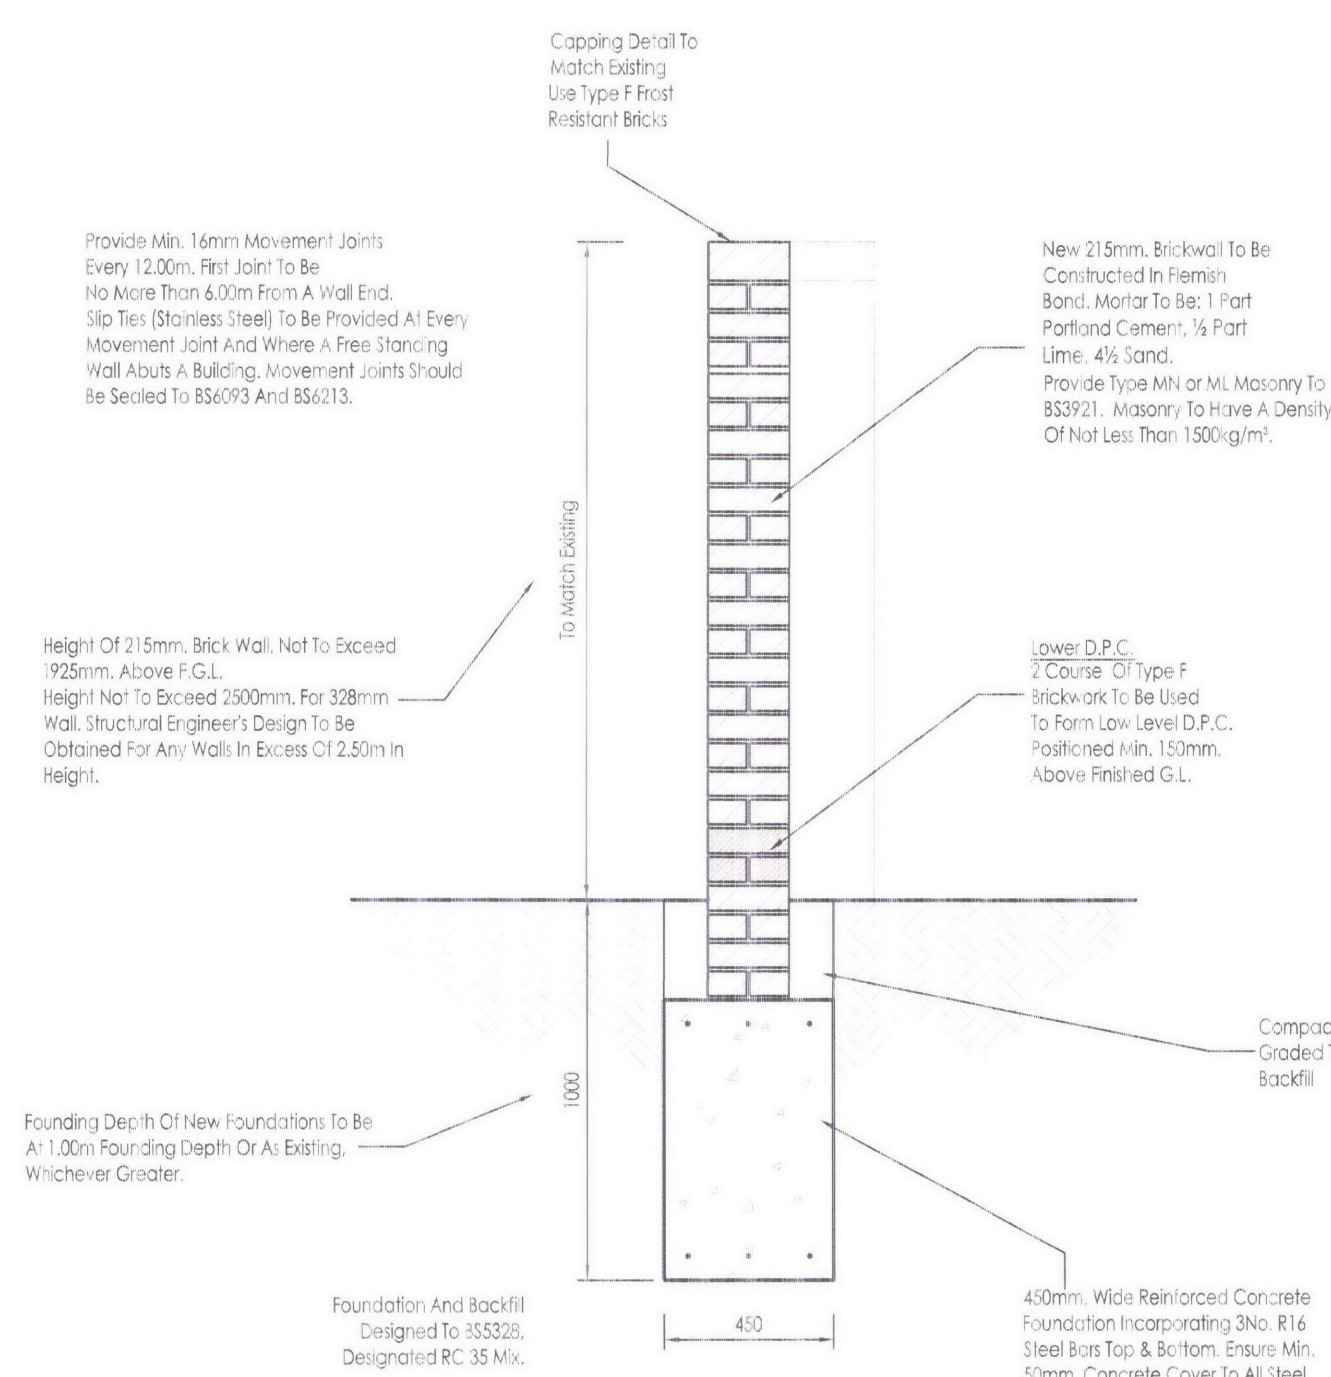 Capping Detail To
Match Existing
Use Type F Frost
Resistant Bricks
Provide Min. 16mm Movement Joints
Every 12.00m. First Joint To Be
No More Than 6.00m From A Wall End.
Slip Ties (Stainless Steel) To Be Provided At Every
Movement Joint And Where A Free Standing
Wall Abuts A Building. Movement Joints Should
Be Sealed To BS6093 And BS6213.
New 215mm. Brickwall To Be
Constructed In Flemish
Bond. Mortar To Be: 1 Part
Portland Cement, ½ Part
Lime, 4½ Sand.
Provide Type MN or ML Masonry To
BS3921. Masonry To Have A Density
Of Not Less Than 1500kg/m³.
To Match Existing
Height Of 215mm. Brick Wall. Not To Exceed
1925mm. Above F.G.L.
Height Not To Exceed 2500mm. For 328mm
Wall. Structural Engineer's Design To Be
Obtained For Any Walls In Excess Of 2.50m In
Height.
Lower D.P.C.
2 Course Of Type F
Brickwork To Be Used
To Form Low Level D.P.C.
Positioned Min. 150mm.
Above Finished G.L.
Compac
Graded
Backfill
1000
Founding Depth Of New Foundations To Be
At 1.00m Founding Depth Or As Existing,
Whichever Greater.
Foundation And Backfill
Designed To BS5328,
Designated RC 35 Mix.
450
450mm. Wide Reinforced Concrete
Foundation Incorporating 3No. R16
Steel Bars Top & Bottom. Ensure Min.
50mm. Concrete Cover To All Steel